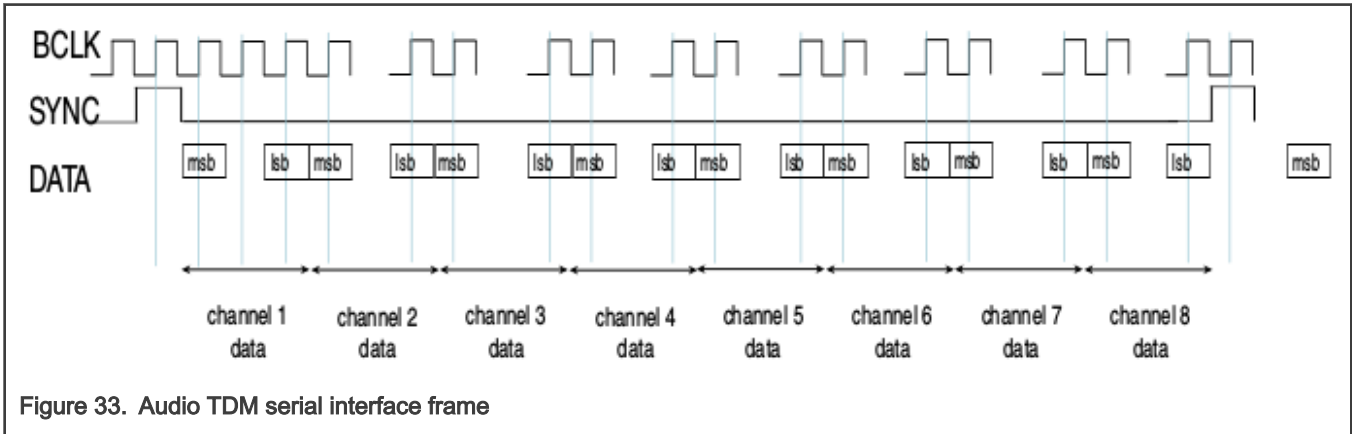 BCLK
SYNC
DATA
msb lsb msb lsb msb lsb msb lsb msb lsb msb lsb msb lsb msb lsb msb
channel 1 channel 2 channel 3 channel 4 channel 5 channel 6 channel 7 channel 8
data data data data data data data data
Figure 33. Audio TDM serial interface frame